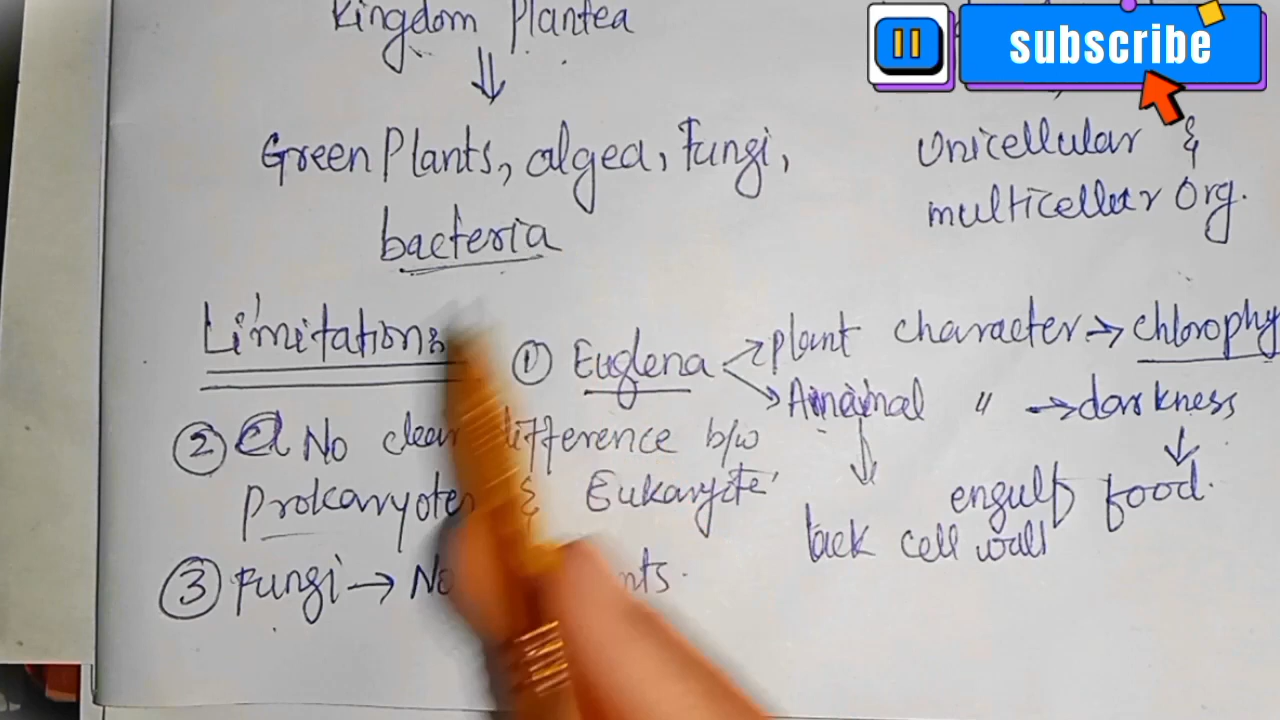 Kingdom Plantea
subscribe
Green Plants, algea, Fungi,
bacteria
Unicellular &
multicellular Org.
Limitations
① Euglena
Plant character → chlorophy
Animal " → darkness
engulf food.
lack cell wall
② No clear difference b/w
Prokaryotes & Eukaryote
③ Fungi → No